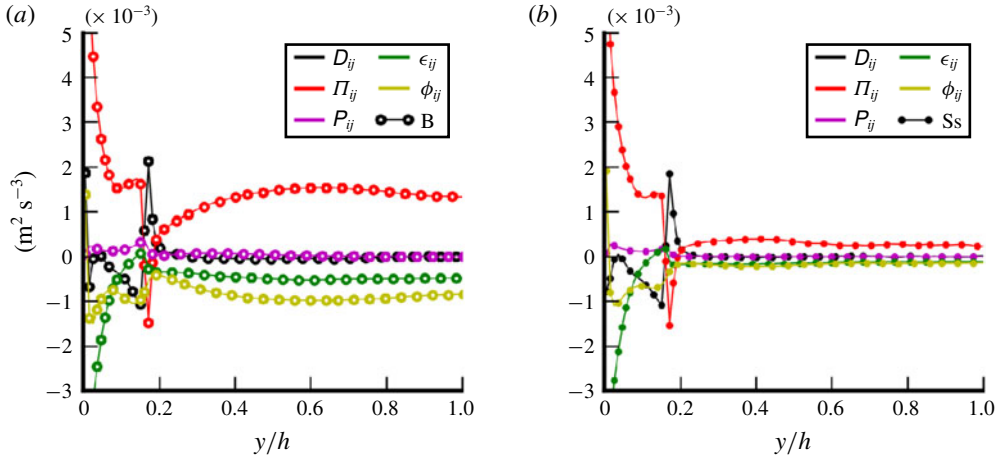 (a) (× 10⁻³) (b) (× 10⁻³)
5 5
D_ij ϵ_ij D_ij ϵ_ij
4 4
Π_ij ϕ_ij Π_ij ϕ_ij
P_ij B P_ij Ss
3 3
2 2
(m² s⁻³)
1 1
0 0
−1 −1
−2 −2
−3 −3
0 0.2 0.4 0.6 0.8 1.0 0 0.2 0.4 0.6 0.8 1.0
y/h y/h